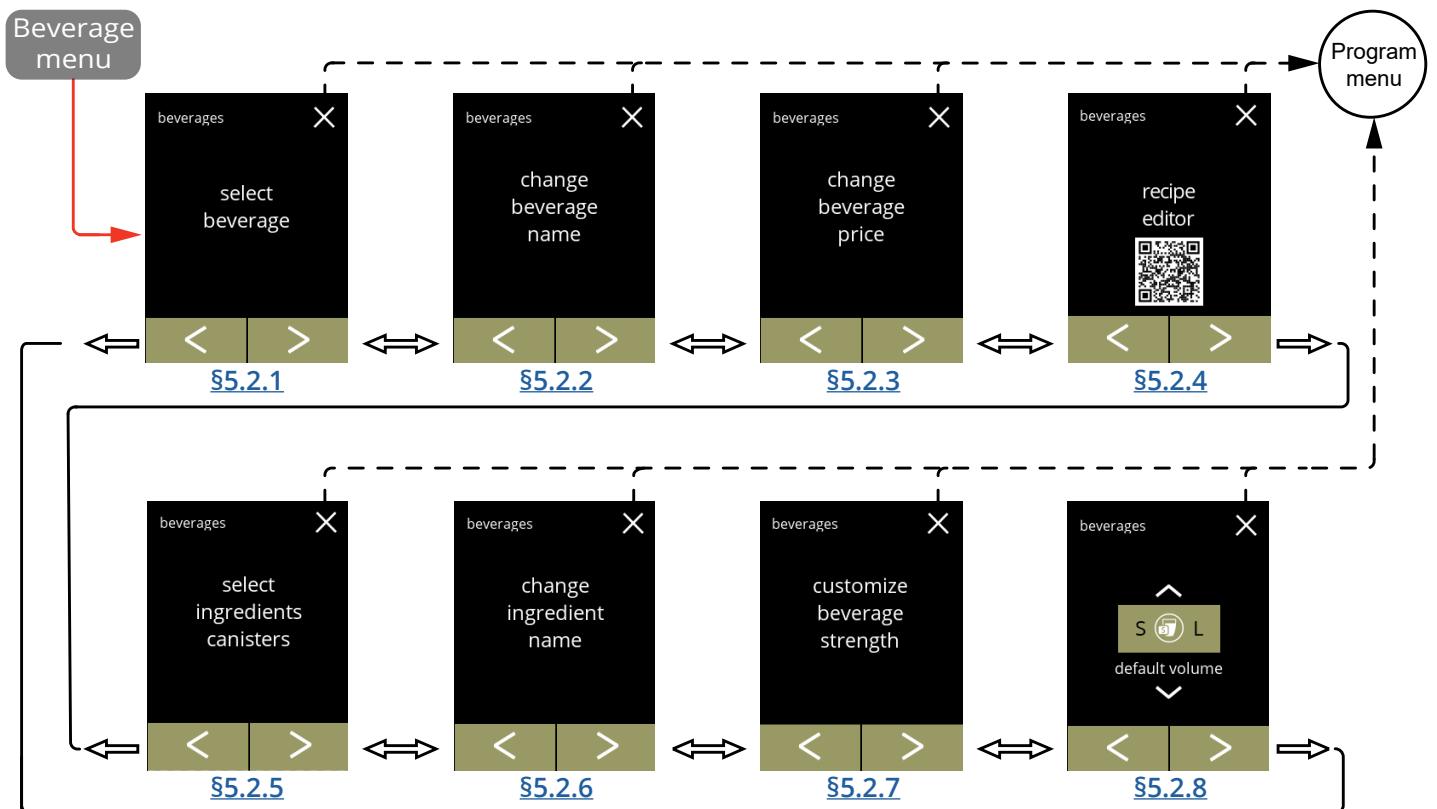 Beverage
menu
Program
menu
beverages
select
beverage
§5.2.1
beverages
change
beverage
name
§5.2.2
beverages
change
beverage
price
§5.2.3
beverages
recipe
editor
§5.2.4
beverages
select
ingredients
canisters
§5.2.5
beverages
change
ingredient
name
§5.2.6
beverages
customize
beverage
strength
§5.2.7
beverages
S L
default volume
§5.2.8